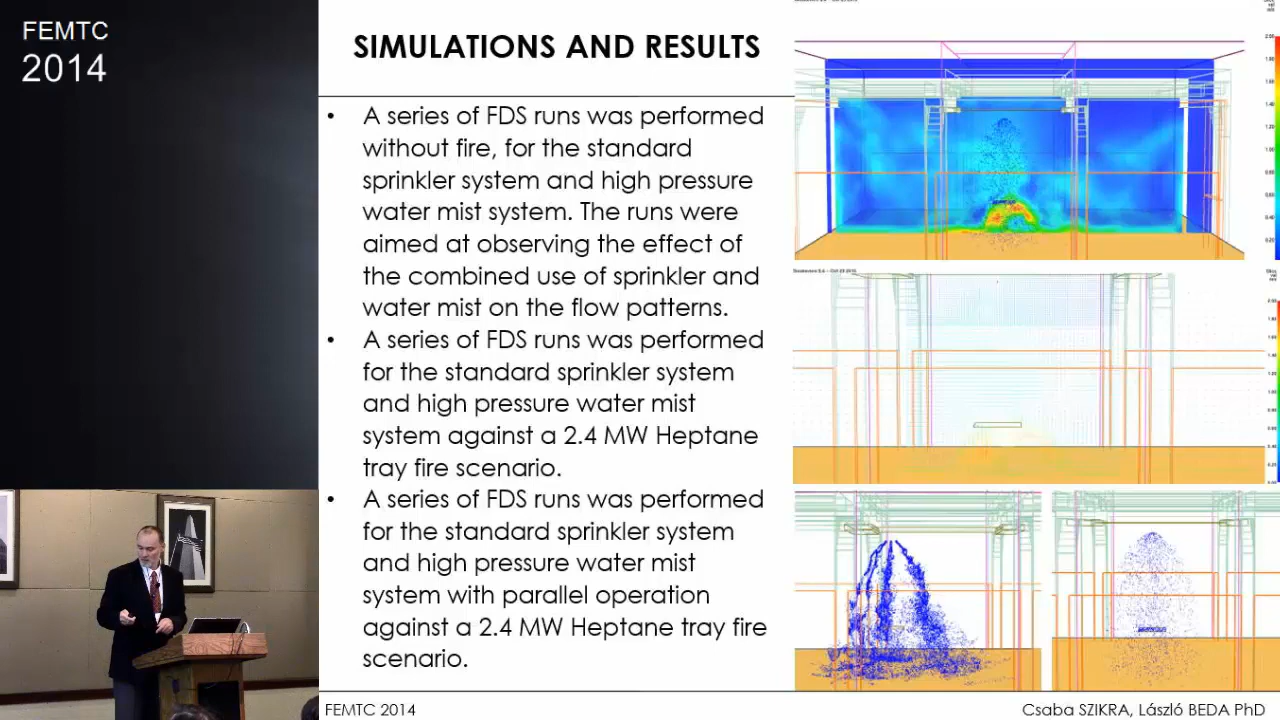 FEMTC
2014
SIMULATIONS AND RESULTS
• A series of FDS runs was performed
without fire, for the standard
sprinkler system and high pressure
water mist system. The runs were
aimed at observing the effect of
the combined use of sprinkler and
water mist on the flow patterns.
• A series of FDS runs was performed
for the standard sprinkler system
and high pressure water mist
system against a 2.4 MW Heptane
tray fire scenario.
• A series of FDS runs was performed
for the standard sprinkler system
and high pressure water mist
system with parallel operation
against a 2.4 MW Heptane tray fire
scenario.
FEMTC 2014
Csaba SZIKRA, László BEDA PhD